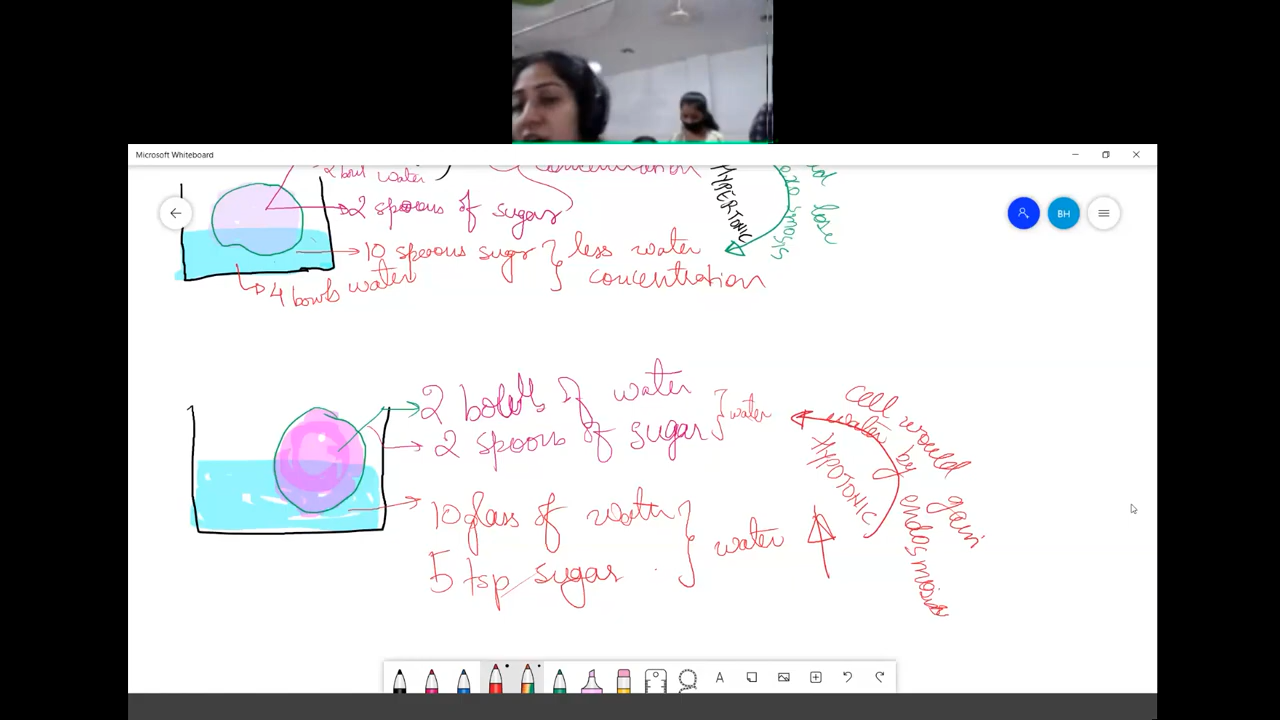 Microsoft Whiteboard
2 bowl water
concentration
2 spoons of sugar
10 spoons sugr } less water
concentration
4 bowls water
HYPERTONIC
lose
BH
2 bowls of water
2 spoons of sugar } water
10 glass of water
5 tsp sugar } water
HYPOTONIC
cell would gain
water by endosmosis
A